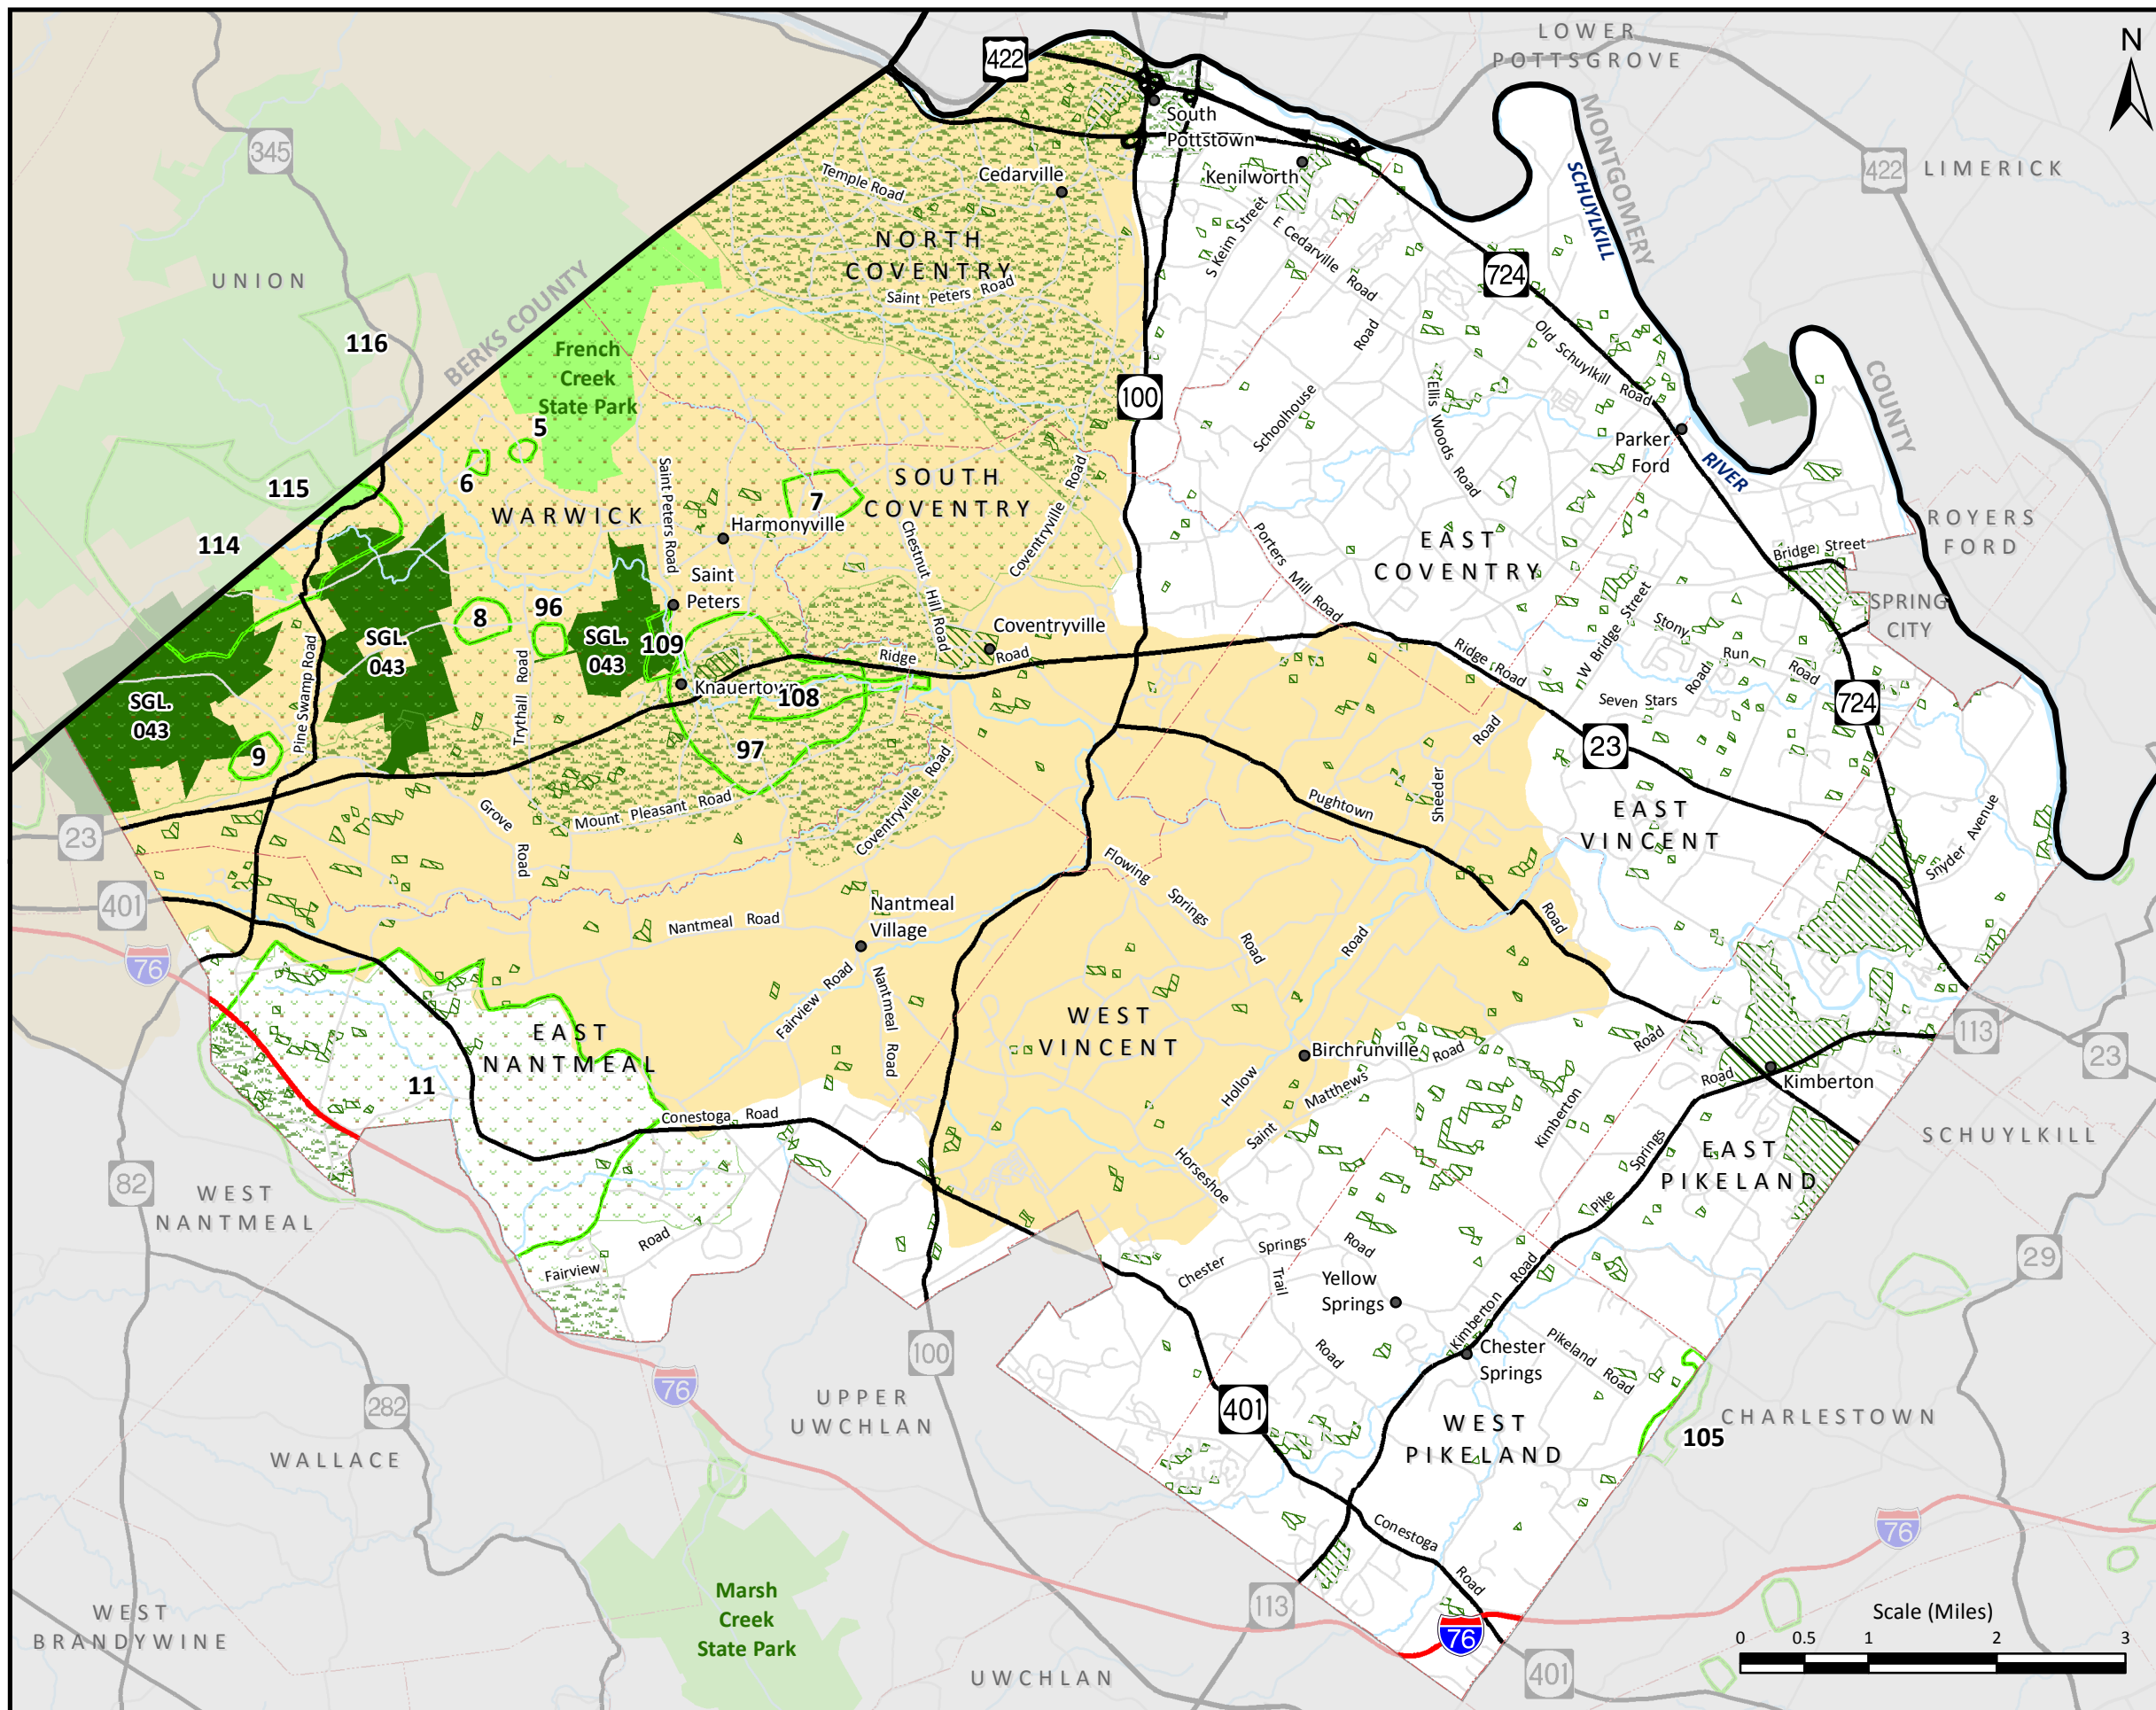 LOWER
POTTSGROVE
N
422
345
South
Pottstown
MONTGOMERY
SCHUYLKILL
422
LIMERICK
Kenilworth
Cedarville
Temple Road
S Keim Street
E Cedarville Road
NORTH
COVENTRY
Saint Peters Road
UNION
724
116
BERKS COUNTY
French
Creek
State Park
Old Schuylkill Road
Road
Schoolhouse
Ellis Woods Road
100
COUNTY
Parker
Ford
RIVER
5
6
7
115
114
WARWICK
Saint Peters Road
Harmonyville
SOUTH
COVENTRY
Chestnut Hill Road
Coventryville Road
Porters Mill Road
EAST
COVENTRY
ROYERS
FORD
Bridge Street
SPRING
CITY
Saint
Peters
8
96
SGL.
043
SGL.
043
109
Coventryville
Ridge Road
Ridge Road
W Bridge Street
Stony Run Road
Seven Stars Road
724
Knauertown
108
97
SGL.
043
9
Pine Swamp Road
Trythall Road
23
Sheeder Road
Pughtown Road
EAST
VINCENT
Snyder Avenue
Grove Road
Mount Pleasant Road
Coventryville Road
23
401
76
Flowing Springs Road
Nantmeal
Village
Nantmeal Road
Fairview Road
Nantmeal Road
EAST
NANTMEAL
11
WEST
VINCENT
Birchrunville
Hollow Road
Saint Matthews Road
Kimberton Road
Road
Kimberton
113
23
Conestoga Road
Horseshoe
Trail
EAST
PIKELAND
Pike Springs
SCHUYLKILL
82
WEST
NANTMEAL
Fairview Road
Chester Springs Road
Yellow
Springs
Road
Kimberton Road
Chester
Springs
Pikeland Road
29
100
76
282
UPPER
UWCHLAN
401
WEST
PIKELAND
105
CHARLESTOWN
WALLACE
Conestoga Road
76
Marsh
Creek
State Park
WEST
BRANDYWINE
UWCHLAN
113
76
401
Scale (Miles)
0 0.5 1 2 3